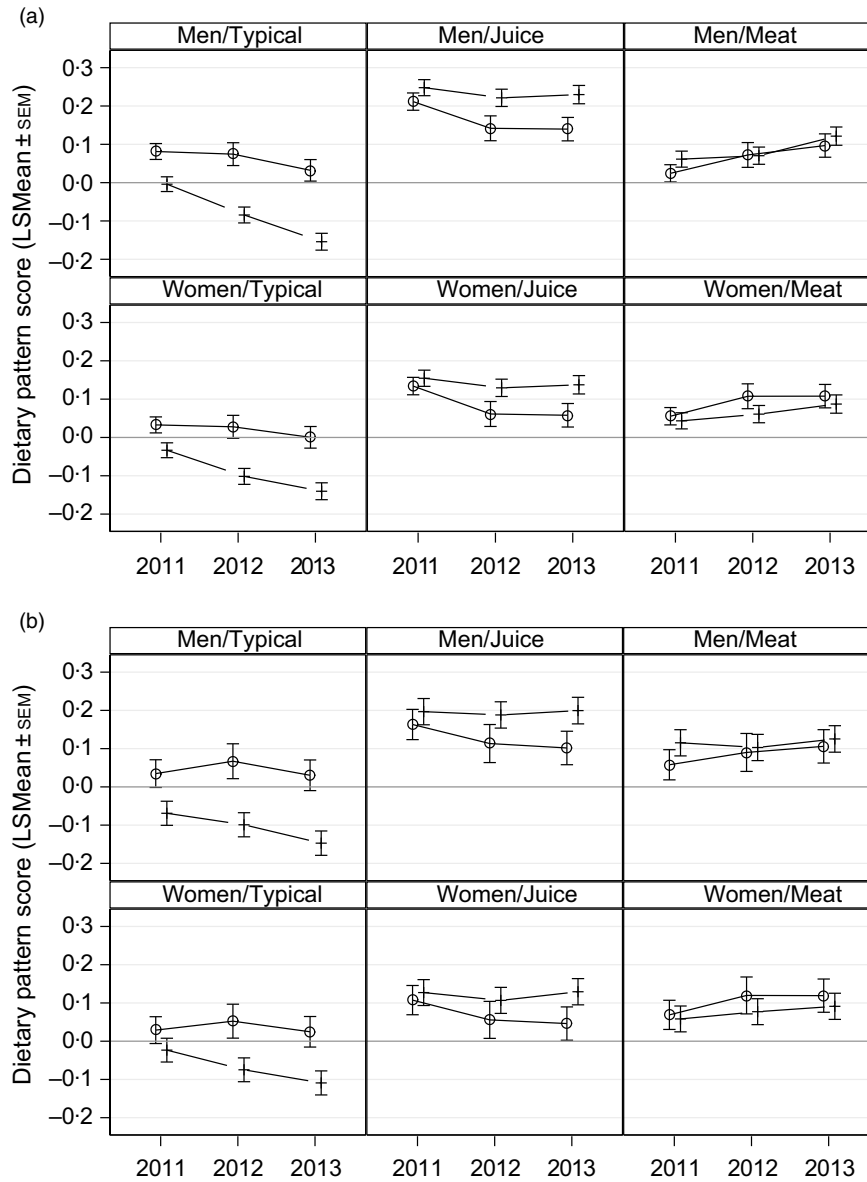 (a)
Men/Typical Men/Juice Men/Meat
0·3
0·2
0·1
0·0
−0·1
−0·2
Women/Typical Women/Juice Women/Meat
0·3
0·2
0·1
0·0
−0·1
−0·2
Dietary pattern score (LSMean ± SEM)
2011 2012 2013 2011 2012 2013 2011 2012 2013
(b)
Men/Typical Men/Juice Men/Meat
0·3
0·2
0·1
0·0
−0·1
−0·2
Women/Typical Women/Juice Women/Meat
0·3
0·2
0·1
0·0
−0·1
−0·2
Dietary pattern score (LSMean ± SEM)
2011 2012 2013 2011 2012 2013 2011 2012 2013